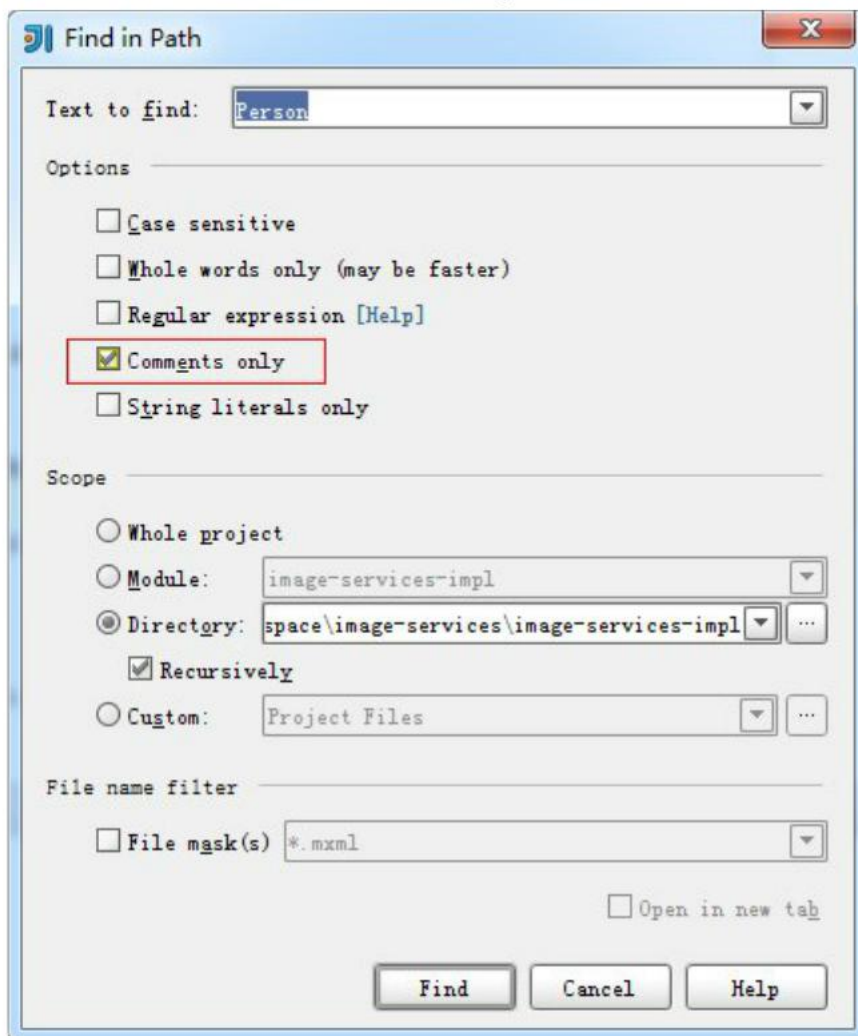 Find in Path
Text to find: Person
Options
Case sensitive
Whole words only (may be faster)
Regular expression [Help]
Comments only
String literals only
Scope
Whole project
Module: image-services-impl
Directory: space\image-services\image-services-impl ...
Recursively
Custom: Project Files ...
File name filter
File mask(s) *.mxml
Open in new tab
Find Cancel Help